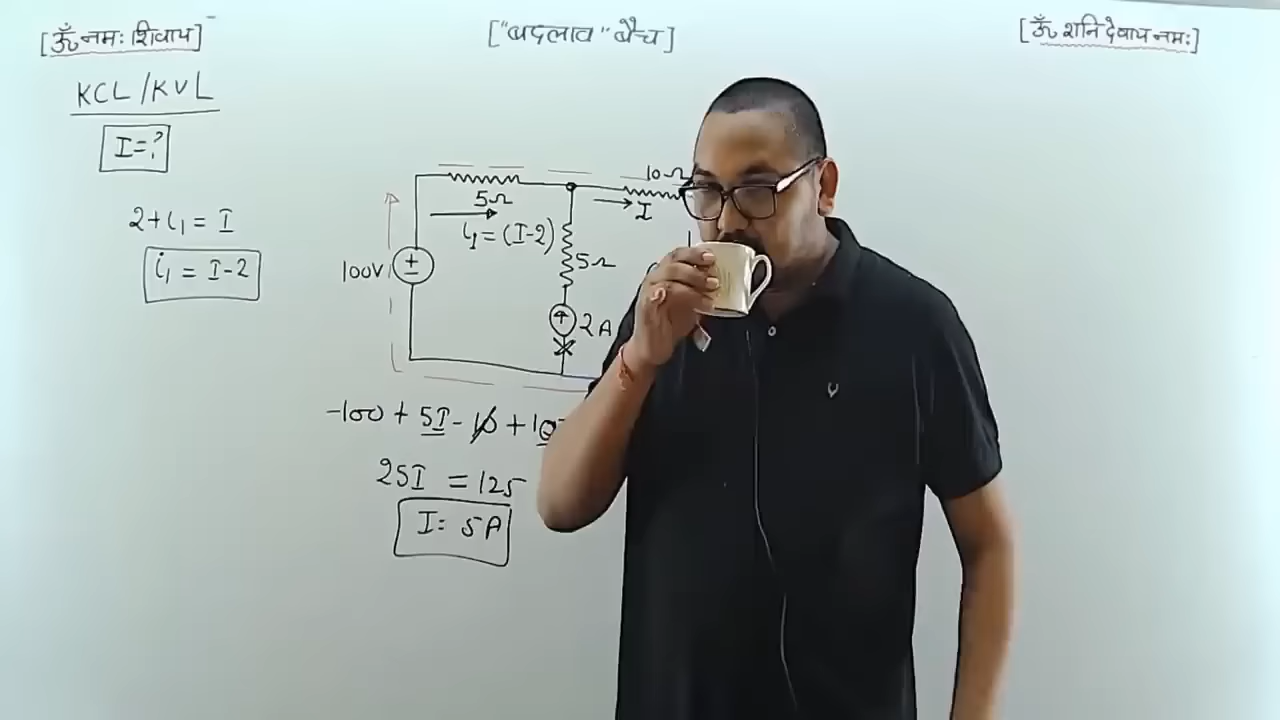 [ॐ नमः शिवाय]
["बदलाव" बैच]
[ॐ शनि देवाय नमः]
KCL/KVL
I=?
2+i₁ = I
i₁ = I-2
100V
5Ω
i₁=(I-2)
10Ω
I
5Ω
2A
-100 + 5I - 10 + 10
25I = 125
I= 5A